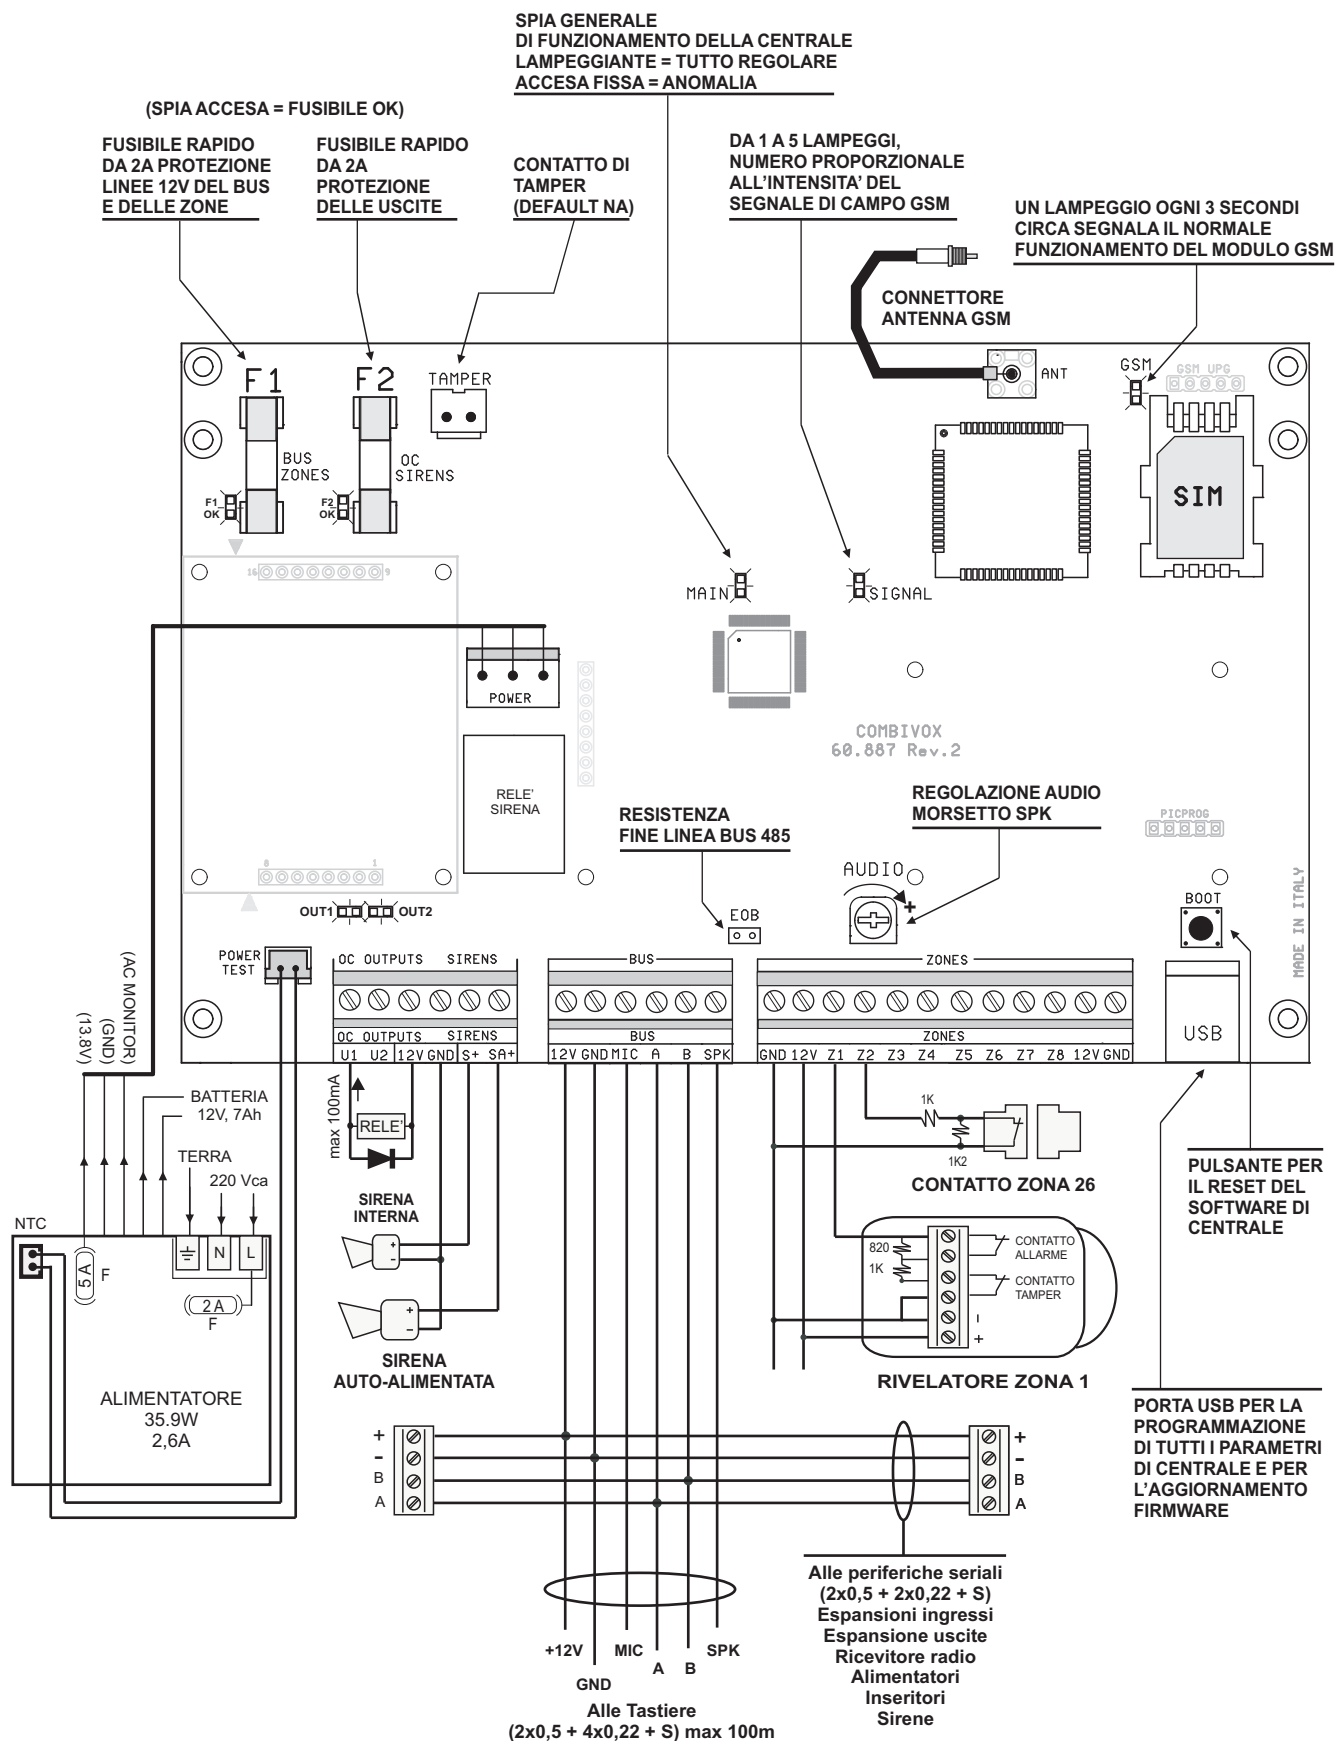 SPIA GENERALE
DI FUNZIONAMENTO DELLA CENTRALE
LAMPEGGIANTE = TUTTO REGOLARE
ACCESA FISSA = ANOMALIA
(SPIA ACCESA = FUSIBILE OK)
FUSIBILE RAPIDO
DA 2A PROTEZIONE
LINEE 12V DEL BUS
E DELLE ZONE
FUSIBILE RAPIDO
DA 2A
PROTEZIONE
DELLE USCITE
CONTATTO DI
TAMPER
(DEFAULT NA)
DA 1 A 5 LAMPEGGI,
NUMERO PROPORZIONALE
ALL'INTENSITA' DEL
SEGNALE DI CAMPO GSM
UN LAMPEGGIO OGNI 3 SECONDI
CIRCA SEGNALA IL NORMALE
FUNZIONAMENTO DEL MODULO GSM
CONNETTORE
ANTENNA GSM
F1
F2
TAMPER
ANT
GSM
GSM UPG
BUS
ZONES
OC
SIRENS
F1
OK
F2
OK
SIM
16
9
MAIN
SIGNAL
POWER
COMBIVOX
60.887 Rev.2
RELE'
SIRENA
RESISTENZA
FINE LINEA BUS 485
REGOLAZIONE AUDIO
MORSETTO SPK
PICPROG
8
1
AUDIO
+
BOOT
MADE IN ITALY
OUT1
OUT2
EOB
POWER
TEST
OC OUTPUTS SIRENS
BUS
ZONES
OC OUTPUTS SIRENS
BUS
ZONES
U1 U2 12V GND S+ SA+
12V GND MIC A B SPK
GND 12V Z1 Z2 Z3 Z4 Z5 Z6 Z7 Z8 12V GND
USB
(AC MONITOR)
(GND)
(13.8V)
BATTERIA
12V, 7Ah
TERRA
220 Vca
max 100mA
RELE'
SIRENA
INTERNA
+
-
+
-
SIRENA
AUTO-ALIMENTATA
1K
1K2
CONTATTO ZONA 26
820
1K
CONTATTO
ALLARME
CONTATTO
TAMPER
-
+
RIVELATORE ZONA 1
PULSANTE PER
IL RESET DEL
SOFTWARE DI
CENTRALE
PORTA USB PER LA
PROGRAMMAZIONE
DI TUTTI I PARAMETRI
DI CENTRALE E PER
L'AGGIORNAMENTO
FIRMWARE
NTC
5 A
F
N
L
2 A
F
ALIMENTATORE
35.9W
2,6A
+
-
B
A
+
-
B
A
Alle periferiche seriali
(2x0,5 + 2x0,22 + S)
Espansioni ingressi
Espansione uscite
Ricevitore radio
Alimentatori
Inseritori
Sirene
+12V
GND
MIC
A
B
SPK
Alle Tastiere
(2x0,5 + 4x0,22 + S) max 100m